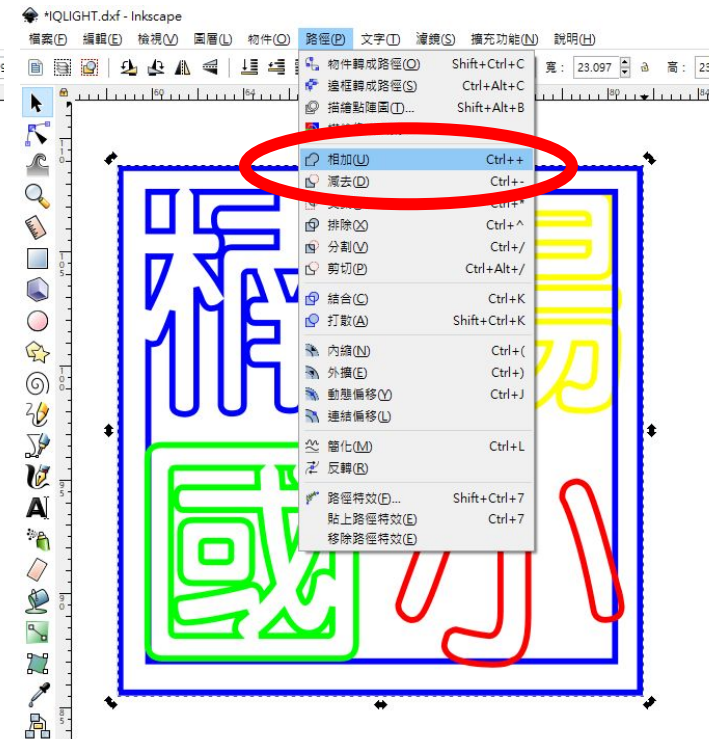 *IQLIGHT.dxf - Inkscape
檔案(F) 編輯(E) 檢視(V) 圖層(L) 物件(O) 路徑(P) 文字(T) 濾鏡(S) 擴充功能(N) 說明(H)
寬: 23.097 高: 23
物件轉成路徑(O) Shift+Ctrl+C
邊框轉成路徑(S) Ctrl+Alt+C
描繪點陣圖(T)... Shift+Alt+B
相加(U) Ctrl++
減去(D) Ctrl+-
Ctrl+*
排除(X) Ctrl+^
分割(V) Ctrl+/
剪切(P) Ctrl+Alt+/
結合(C) Ctrl+K
打散(A) Shift+Ctrl+K
內縮(N) Ctrl+(
外擴(E) Ctrl+)
動態偏移(Y) Ctrl+J
連結偏移(L)
簡化(M) Ctrl+L
反轉(R)
路徑特效(F)... Shift+Ctrl+7
貼上路徑特效(E) Ctrl+7
移除路徑特效(E)
國 小